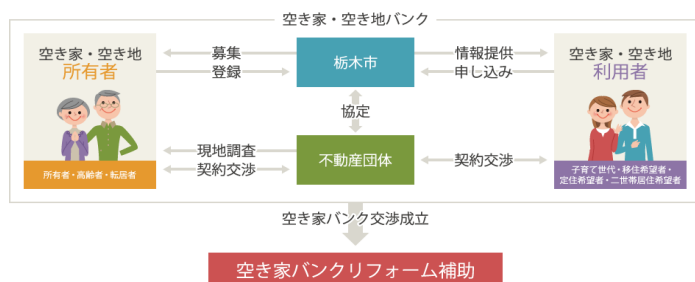 空き家・空き地バンク
空き家・空き地
所有者
所有者・高齢者・転居者
募集
登録
栃木市
情報提供
申し込み
協定
現地調査
契約交渉
不動産団体
契約交渉
空き家・空き地
利用者
子育て世代・移住希望者・
定住希望者・二世帯居住希望者
空き家バンク交渉成立
空き家バンクリフォーム補助